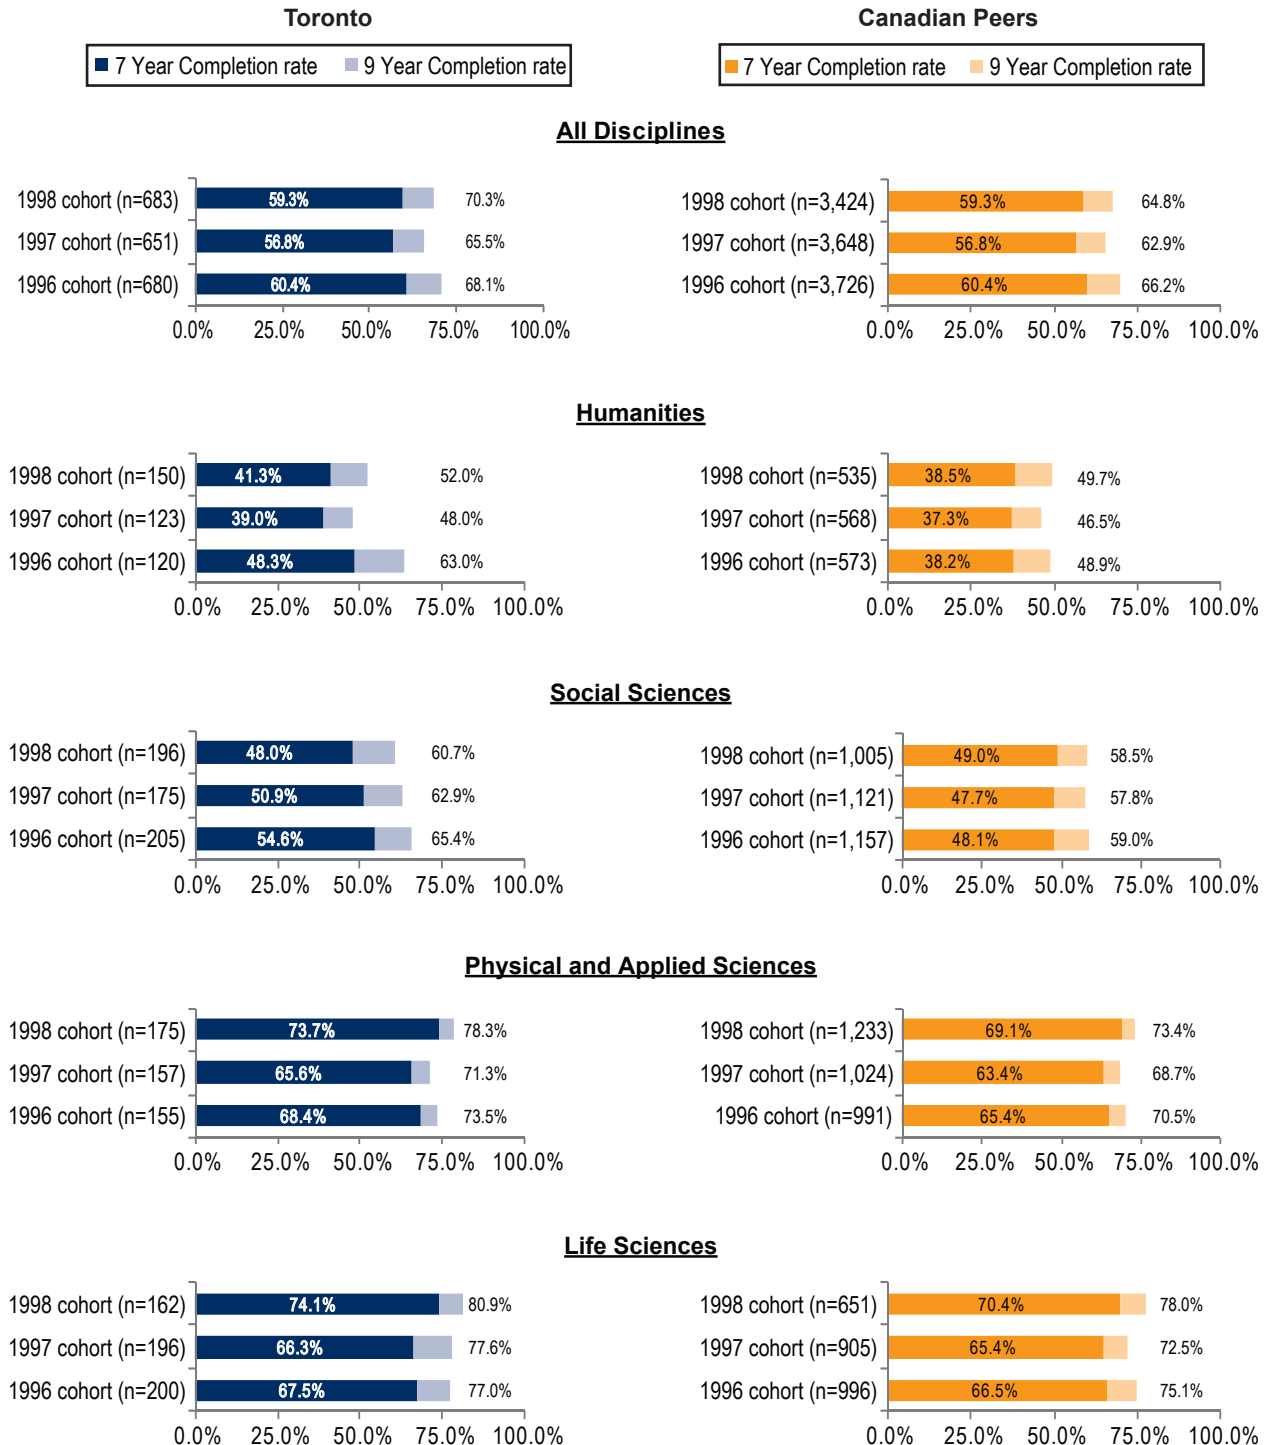 Toronto
Canadian Peers
7 Year Completion rate 9 Year Completion rate
7 Year Completion rate 9 Year Completion rate
All Disciplines
1998 cohort (n=683) 59.3% 70.3%
1997 cohort (n=651) 56.8% 65.5%
1996 cohort (n=680) 60.4% 68.1%
0.0% 25.0% 50.0% 75.0% 100.0%
1998 cohort (n=3,424) 59.3% 64.8%
1997 cohort (n=3,648) 56.8% 62.9%
1996 cohort (n=3,726) 60.4% 66.2%
0.0% 25.0% 50.0% 75.0% 100.0%
Humanities
1998 cohort (n=150) 41.3% 52.0%
1997 cohort (n=123) 39.0% 48.0%
1996 cohort (n=120) 48.3% 63.0%
0.0% 25.0% 50.0% 75.0% 100.0%
1998 cohort (n=535) 38.5% 49.7%
1997 cohort (n=568) 37.3% 46.5%
1996 cohort (n=573) 38.2% 48.9%
0.0% 25.0% 50.0% 75.0% 100.0%
Social Sciences
1998 cohort (n=196) 48.0% 60.7%
1997 cohort (n=175) 50.9% 62.9%
1996 cohort (n=205) 54.6% 65.4%
0.0% 25.0% 50.0% 75.0% 100.0%
1998 cohort (n=1,005) 49.0% 58.5%
1997 cohort (n=1,121) 47.7% 57.8%
1996 cohort (n=1,157) 48.1% 59.0%
0.0% 25.0% 50.0% 75.0% 100.0%
Physical and Applied Sciences
1998 cohort (n=175) 73.7% 78.3%
1997 cohort (n=157) 65.6% 71.3%
1996 cohort (n=155) 68.4% 73.5%
0.0% 25.0% 50.0% 75.0% 100.0%
1998 cohort (n=1,233) 69.1% 73.4%
1997 cohort (n=1,024) 63.4% 68.7%
1996 cohort (n=991) 65.4% 70.5%
0.0% 25.0% 50.0% 75.0% 100.0%
Life Sciences
1998 cohort (n=162) 74.1% 80.9%
1997 cohort (n=196) 66.3% 77.6%
1996 cohort (n=200) 67.5% 77.0%
0.0% 25.0% 50.0% 75.0% 100.0%
1998 cohort (n=651) 70.4% 78.0%
1997 cohort (n=905) 65.4% 72.5%
1996 cohort (n=996) 66.5% 75.1%
0.0% 25.0% 50.0% 75.0% 100.0%